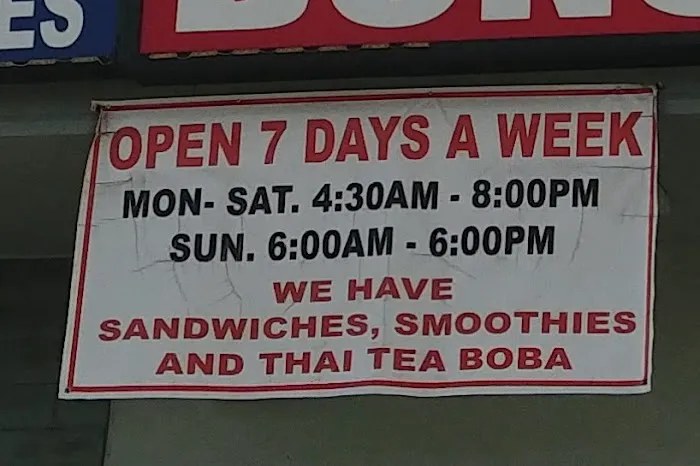 ES
OPEN 7 DAYS A WEEK
MON- SAT. 4:30AM - 8:00PM
SUN. 6:00AM - 6:00PM
WE HAVE
SANDWICHES, SMOOTHIES
AND THAI TEA BOBA